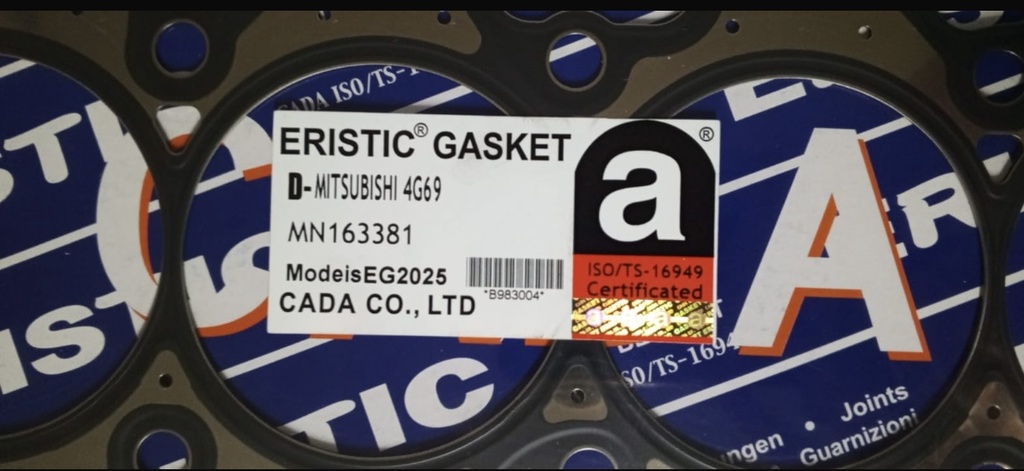 CADA ISO/TS-1
ERISTIC® GASKET
D-MITSUBISHI 4G69
MN163381
ModeisEG2025
*B983004*
CADA CO., LTD
a ®
ISO/TS-16949
Certificated
A
TIC
ISO/TS-1694
Joints
Guarnizioni